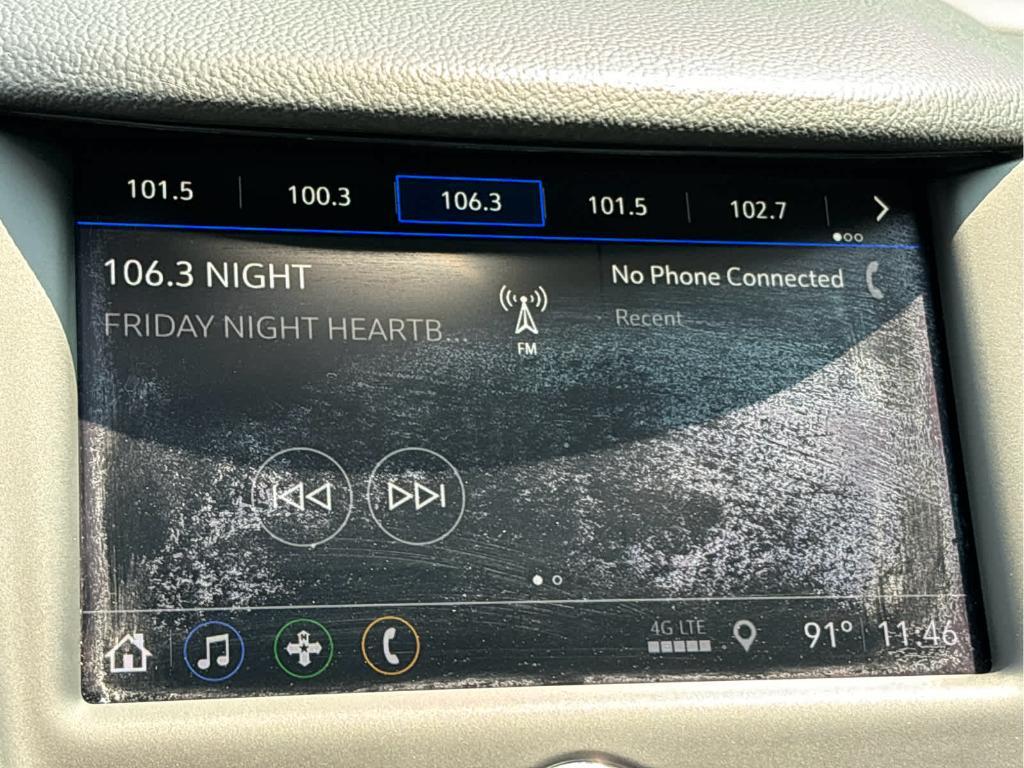 101.5 100.3 106.3 101.5 102.7
106.3 NIGHT
FRIDAY NIGHT HEARTB...
FM
No Phone Connected
Recent
N
4G LTE
91° 11:46